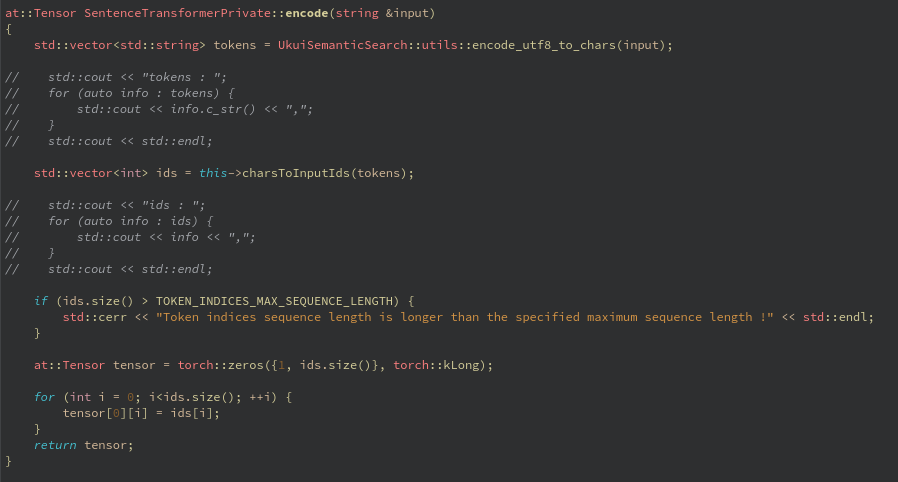 at::Tensor SentenceTransformerPrivate::encode(string &input)
{
    std::vector<std::string> tokens = UkuiSemanticSearch::utils::encode_utf8_to_chars(input);

//    std::cout << "tokens : ";
//    for (auto info : tokens) {
//        std::cout << info.c_str() << ",";
//    }
//    std::cout << std::endl;

    std::vector<int> ids = this->charsToInputIds(tokens);

//    std::cout << "ids : ";
//    for (auto info : ids) {
//        std::cout << info << ",";
//    }
//    std::cout << std::endl;

    if (ids.size() > TOKEN_INDICES_MAX_SEQUENCE_LENGTH) {
        std::cerr << "Token indices sequence length is longer than the specified maximum sequence length !" << std::endl;
    }

    at::Tensor tensor = torch::zeros({1, ids.size()}, torch::kLong);

    for (int i = 0; i<ids.size(); ++i) {
        tensor[0][i] = ids[i];
    }
    return tensor;
}